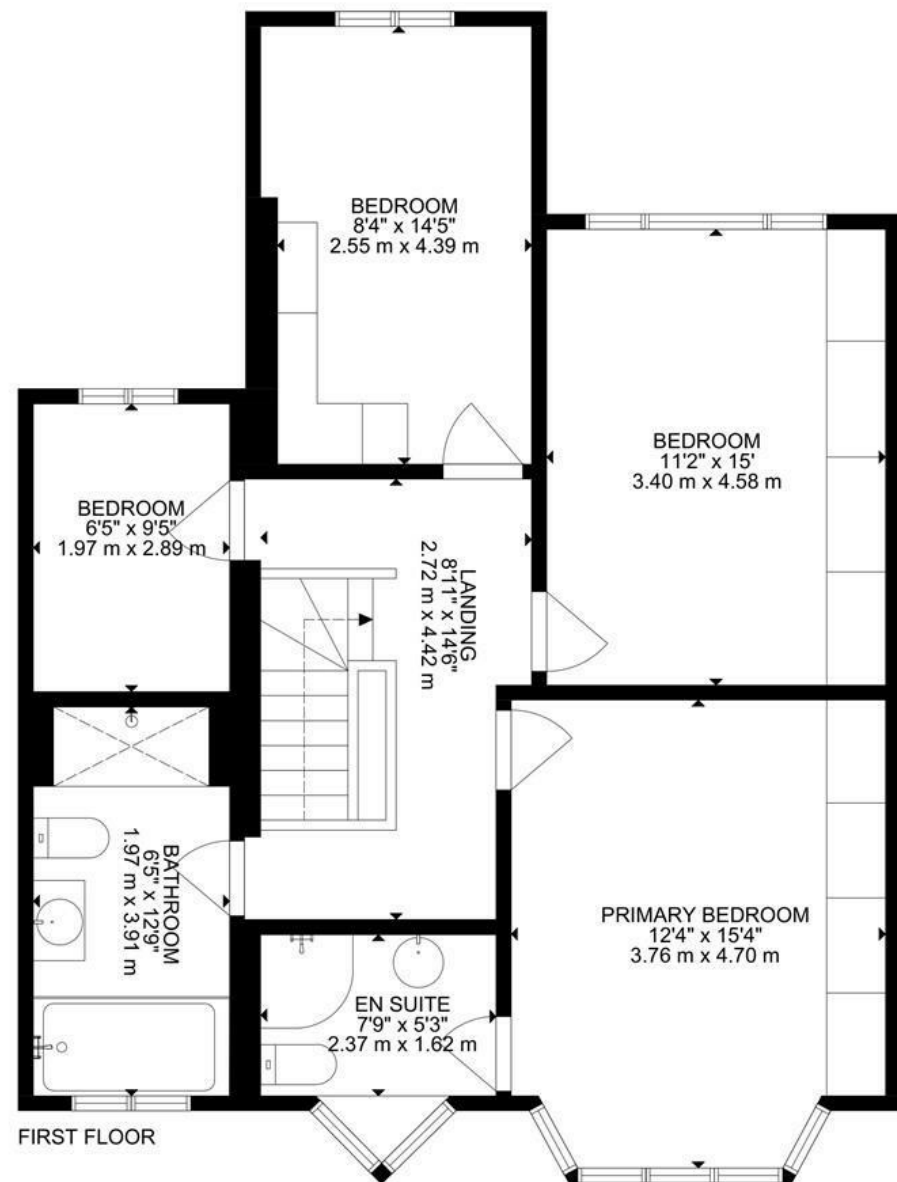 BEDROOM
8'4" x 14'5"
2.55 m x 4.39 m
BEDROOM
11'2" x 15'
3.40 m x 4.58 m
BEDROOM
6'5" x 9'5"
1.97 m x 2.89 m
LANDING
8'11" x 14'6"
2.72 m x 4.42 m
BATHROOM
6'5" x 12'9"
1.97 m x 3.91 m
PRIMARY BEDROOM
12'4" x 15'4"
3.76 m x 4.70 m
EN SUITE
7'9" x 5'3"
2.37 m x 1.62 m
FIRST FLOOR